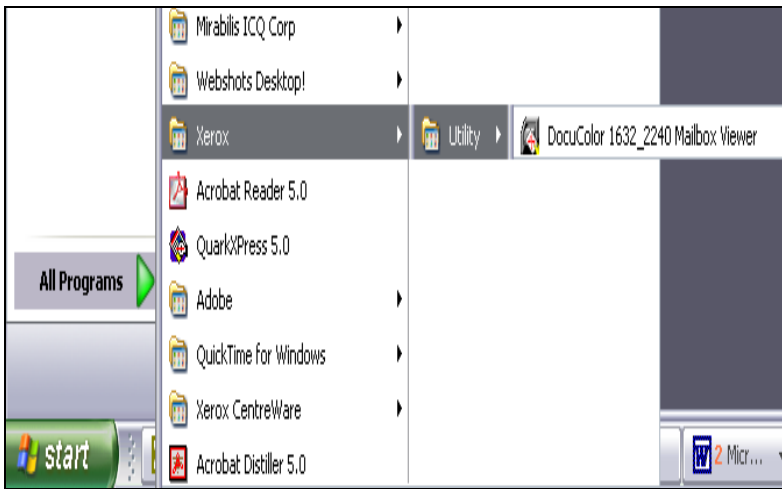 Mirabilis ICQ Corp
Webshots Desktop!
Xerox
Utility
DocuColor 1632_2240 Mailbox Viewer
Acrobat Reader 5.0
QuarkXPress 5.0
All Programs
Adobe
QuickTime for Windows
Xerox CentreWare
start
Acrobat Distiller 5.0
2 Micr...